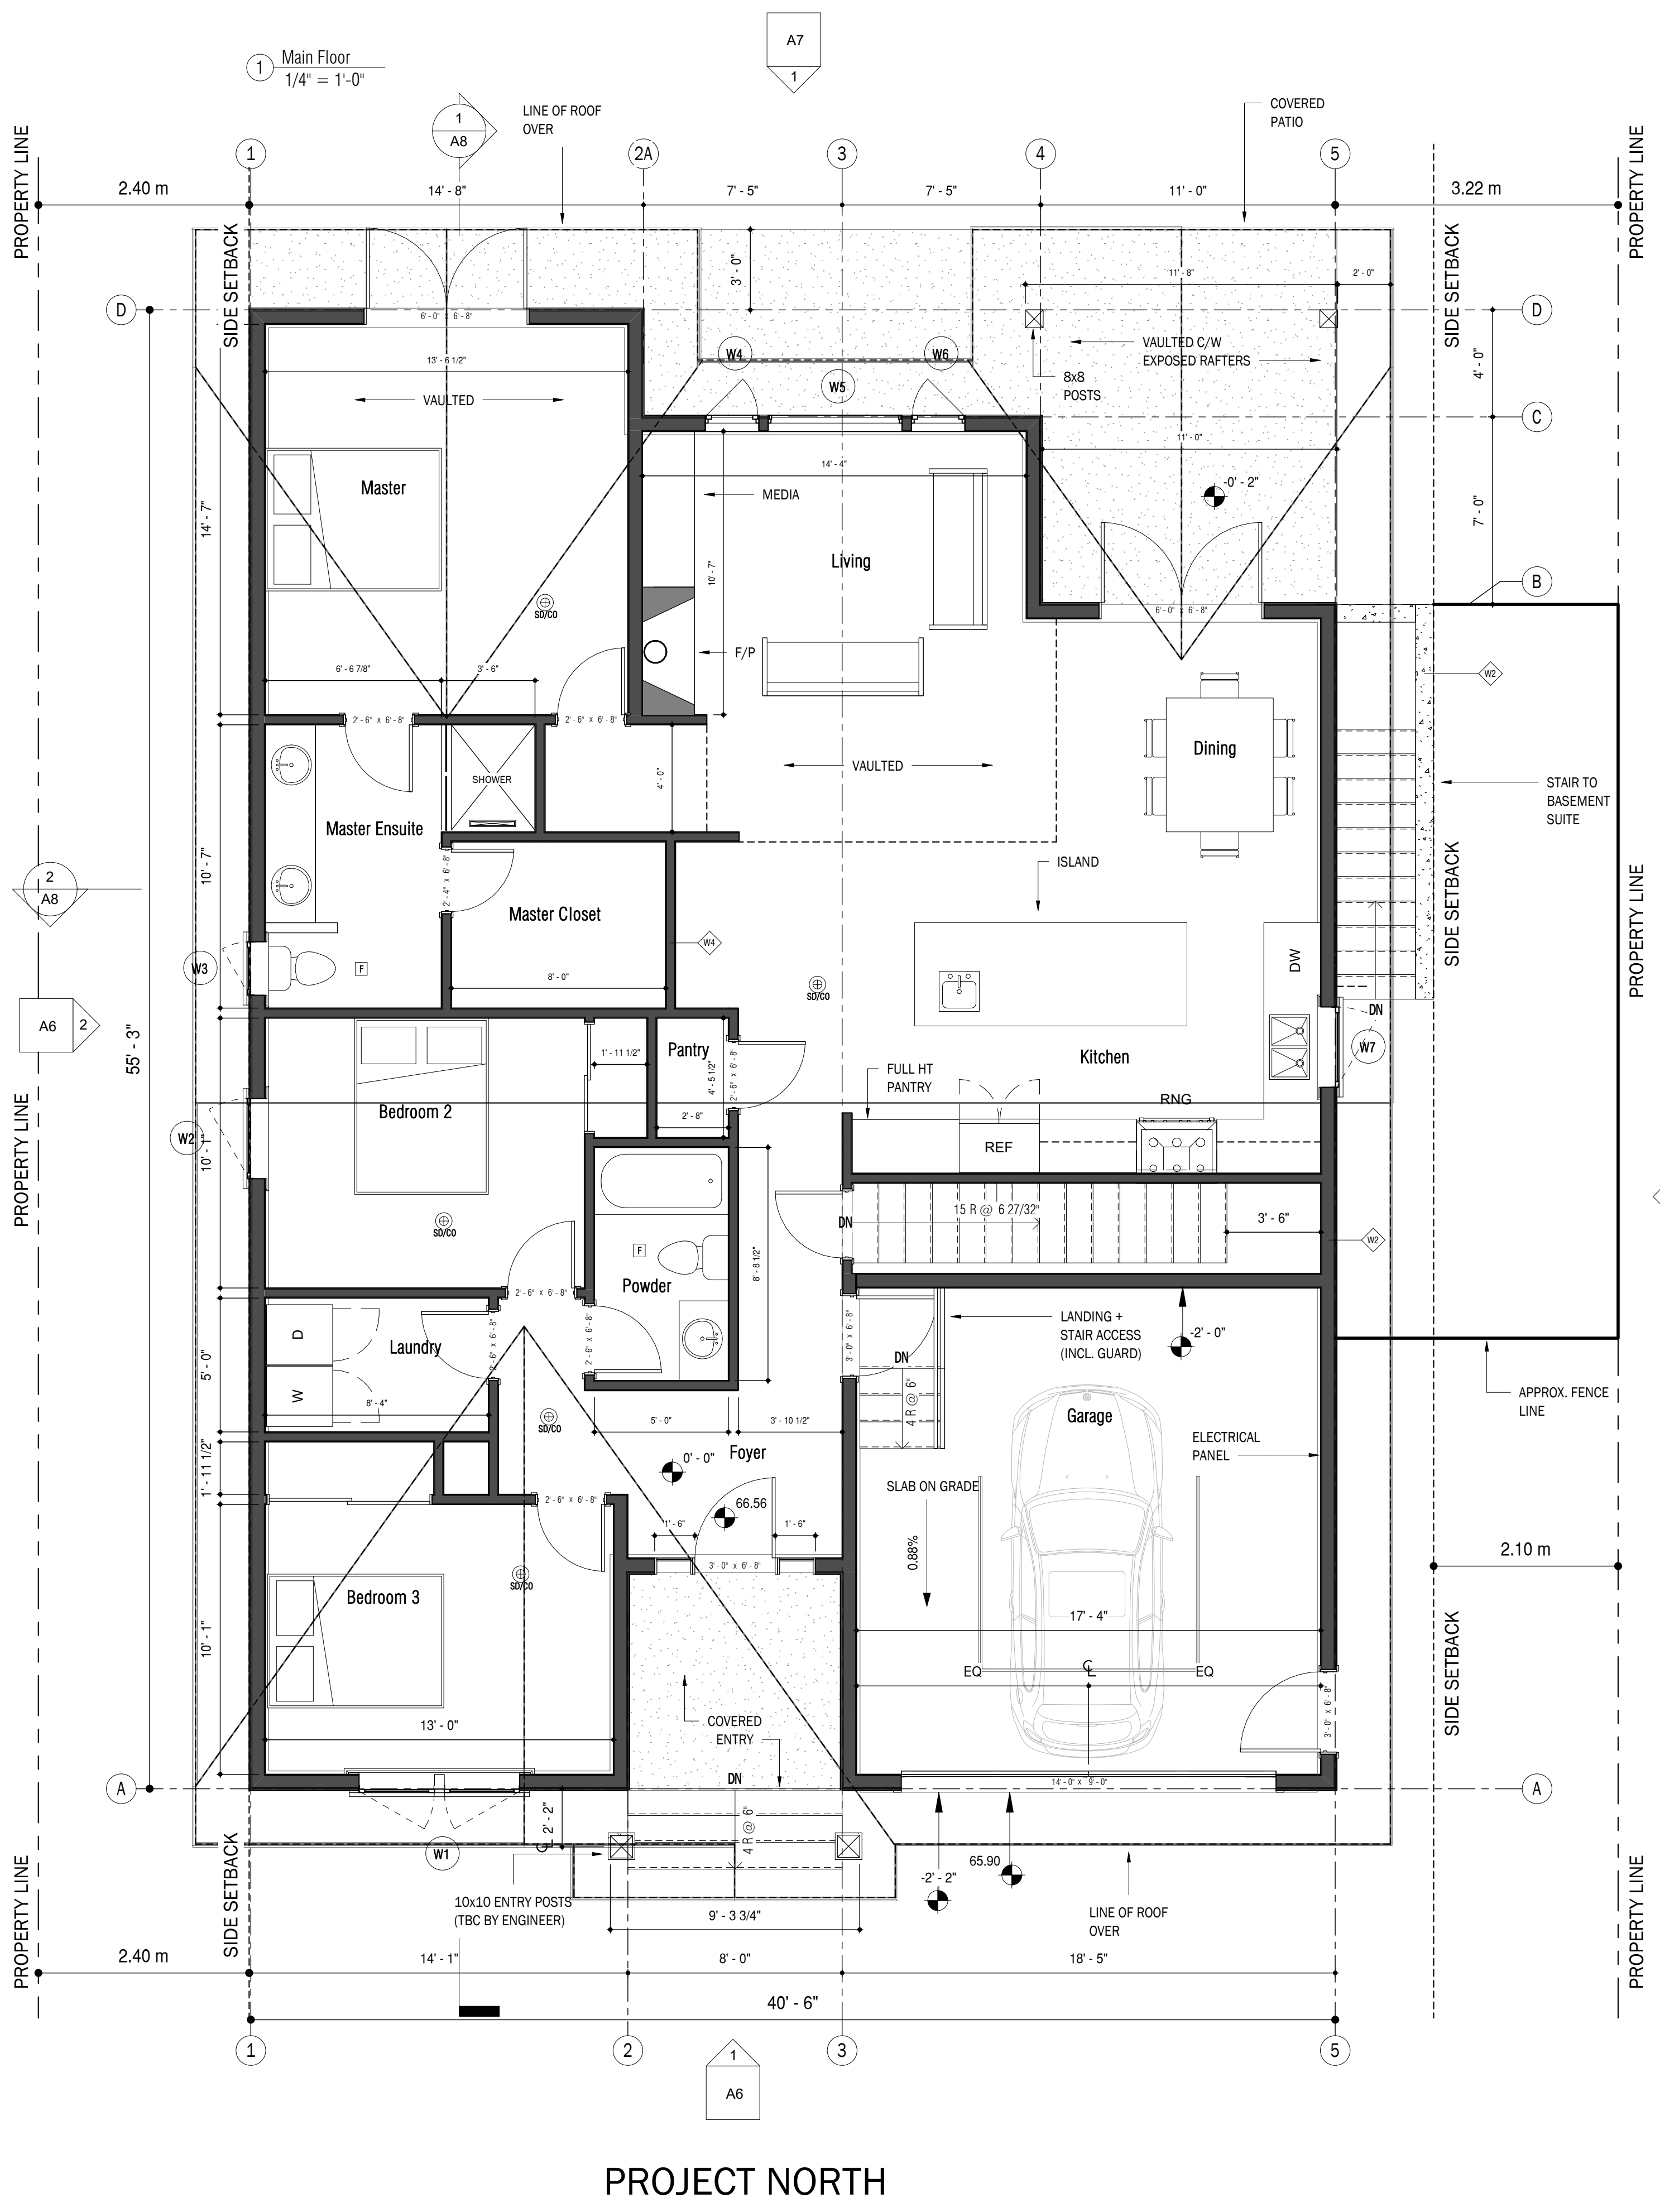 A7
1
1
Main Floor
1/4" = 1'-0"
1
A8
LINE OF ROOF
OVER
COVERED
PATIO
PROPERTY LINE
PROPERTY LINE
1
2A
3
4
5
2.40 m
14' - 8"
7' - 5"
7' - 5"
11' - 0"
3.22 m
SIDE SETBACK
SIDE SETBACK
3' - 0"
11' - 8"
2' - 0"
D
D
6' - 0" x 6' - 8"
13' - 6 1/2"
VAULTED
W4
W5
W6
8x8
POSTS
VAULTED C/W
EXPOSED RAFTERS
4' - 0"
C
11' - 0"
14' - 4"
Master
MEDIA
-0' - 2"
14' - 7"
7' - 0"
10' - 7"
Living
B
SD/CO
6' - 0" x 6' - 8"
F/P
6' - 6 7/8"
3' - 6"
W2
2' - 6" x 6' - 8"
2' - 6" x 6' - 8"
Dining
SHOWER
4' - 0"
VAULTED
STAIR TO
BASEMENT
SUITE
Master Ensuite
ISLAND
2
A8
10' - 7"
2' - 4" x 6' - 8"
Master Closet
SIDE SETBACK
PROPERTY LINE
W4
DW
W3
F
8' - 0"
SD/CO
A6
2
DN
55' - 3"
Pantry
1' - 11 1/2"
4' - 5 1/2"
2' - 6" x 6' - 8"
Kitchen
W7
FULL HT
PANTRY
RNG
Bedroom 2
2' - 8"
W2
10' - 1"
REF
PROPERTY LINE
SD/CO
DN
15 R @ 6 27/32"
3' - 6"
W2
F
8' - 8 1/2"
Powder
2' - 6" x 6' - 8"
D
Laundry
2' - 6" x 6' - 8"
2' - 6" x 6' - 8"
3' - 0" x 6' - 8"
LANDING +
STAIR ACCESS
(INCL. GUARD)
-2' - 0"
DN
5' - 0"
W
8' - 4"
4 R @ 6"
APPROX. FENCE
LINE
SD/CO
5' - 0"
3' - 10 1/2"
Garage
1' - 11 1/2"
Foyer
0' - 0"
ELECTRICAL
PANEL
SLAB ON GRADE
2' - 6" x 6' - 8"
66.56
1' - 6"
1' - 6"
0.88%
2.10 m
3' - 0" x 6' - 8"
SD/CO
Bedroom 3
10' - 1"
17' - 4"
SIDE SETBACK
EQ
CL
EQ
13' - 0"
COVERED
ENTRY
3' - 0" x 6' - 8"
DN
14' - 0" x 9' - 0"
A
A
CL 2' - 2"
4 R @ 6"
W1
65.90
-2' - 2"
SIDE SETBACK
PROPERTY LINE
PROPERTY LINE
10x10 ENTRY POSTS
(TBC BY ENGINEER)
9' - 3 3/4"
LINE OF ROOF
OVER
2.40 m
14' - 1"
8' - 0"
18' - 5"
40' - 6"
1
2
3
5
1
A6
PROJECT NORTH